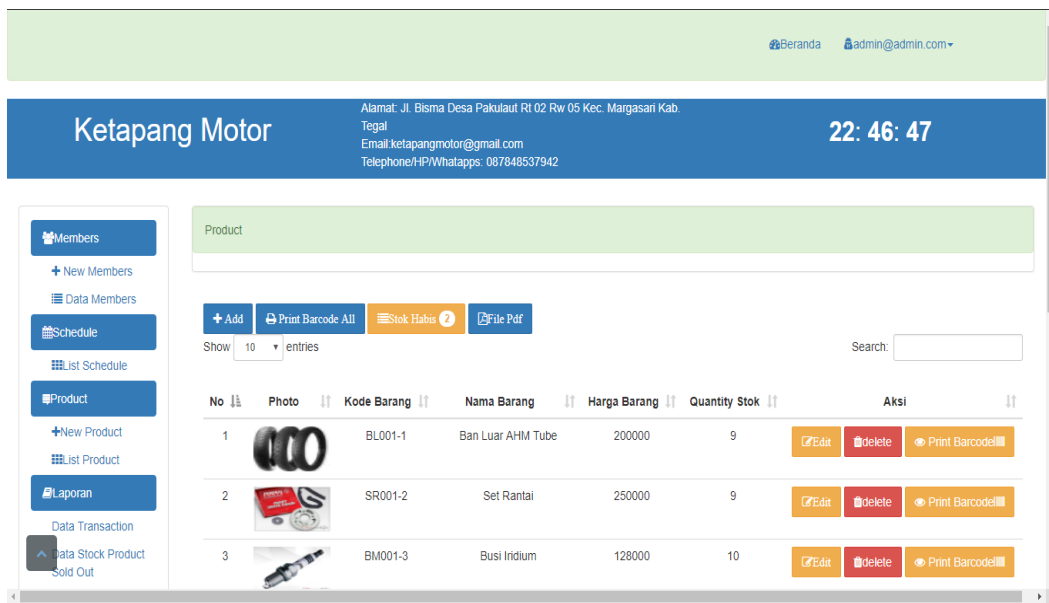 Beranda admin@admin.com
Ketapang Motor
Alamat: Jl. Bisma Desa Pakulaut Rt 02 Rw 05 Kec. Margasari Kab.
Tegal
Email:ketapangmotor@gmail.com
Telephone/HP/Whatapps: 087848537942
22: 46: 47
Members
New Members
Data Members
Schedule
List Schedule
Product
New Product
List Product
Laporan
Data Transaction
Data Stock Product
Sold Out
Product
Add Print Barcode All Stok Habis 2 File Pdf
Show 10 entries Search:
No Photo Kode Barang Nama Barang Harga Barang Quantity Stok Aksi
1 BL001-1 Ban Luar AHM Tube 200000 9 Edit delete Print Barcodel
2 SR001-2 Set Rantai 250000 9 Edit delete Print Barcodel
3 BM001-3 Busi Iridium 128000 10 Edit delete Print Barcodel